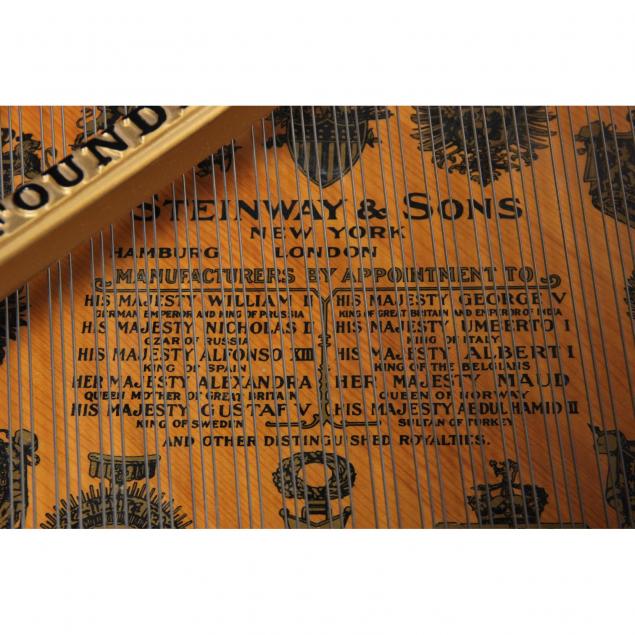 FOUND
STEINWAY & SONS
NEW YORK
HAMBURG LONDON
MANUFACTURERS BY APPOINTMENT TO
HIS MAJESTY WILLIAM II
GERMAN EMPEROR AND KING OF PRUSSIA
HIS MAJESTY NICHOLAS II
CZAR OF RUSSIA
HIS MAJESTY ALFONSO XIII
KING OF SPAIN
HER MAJESTY ALEXANDRA
QUEEN MOTHER OF GREAT BRITAIN
HIS MAJESTY GUSTAF V
KING OF SWEDEN
HIS MAJESTY GEORGE V
KING OF GREAT BRITAIN AND EMPEROR OF INDIA
HIS MAJESTY UMBERTO I
KING OF ITALY
HIS MAJESTY ALBERT I
KING OF THE BELGIANS
HER MAJESTY MAUD
QUEEN OF NORWAY
HIS MAJESTY ABDUL HAMID II
SULTAN OF TURKEY
AND OTHER DISTINGUISHED ROYALTIES.